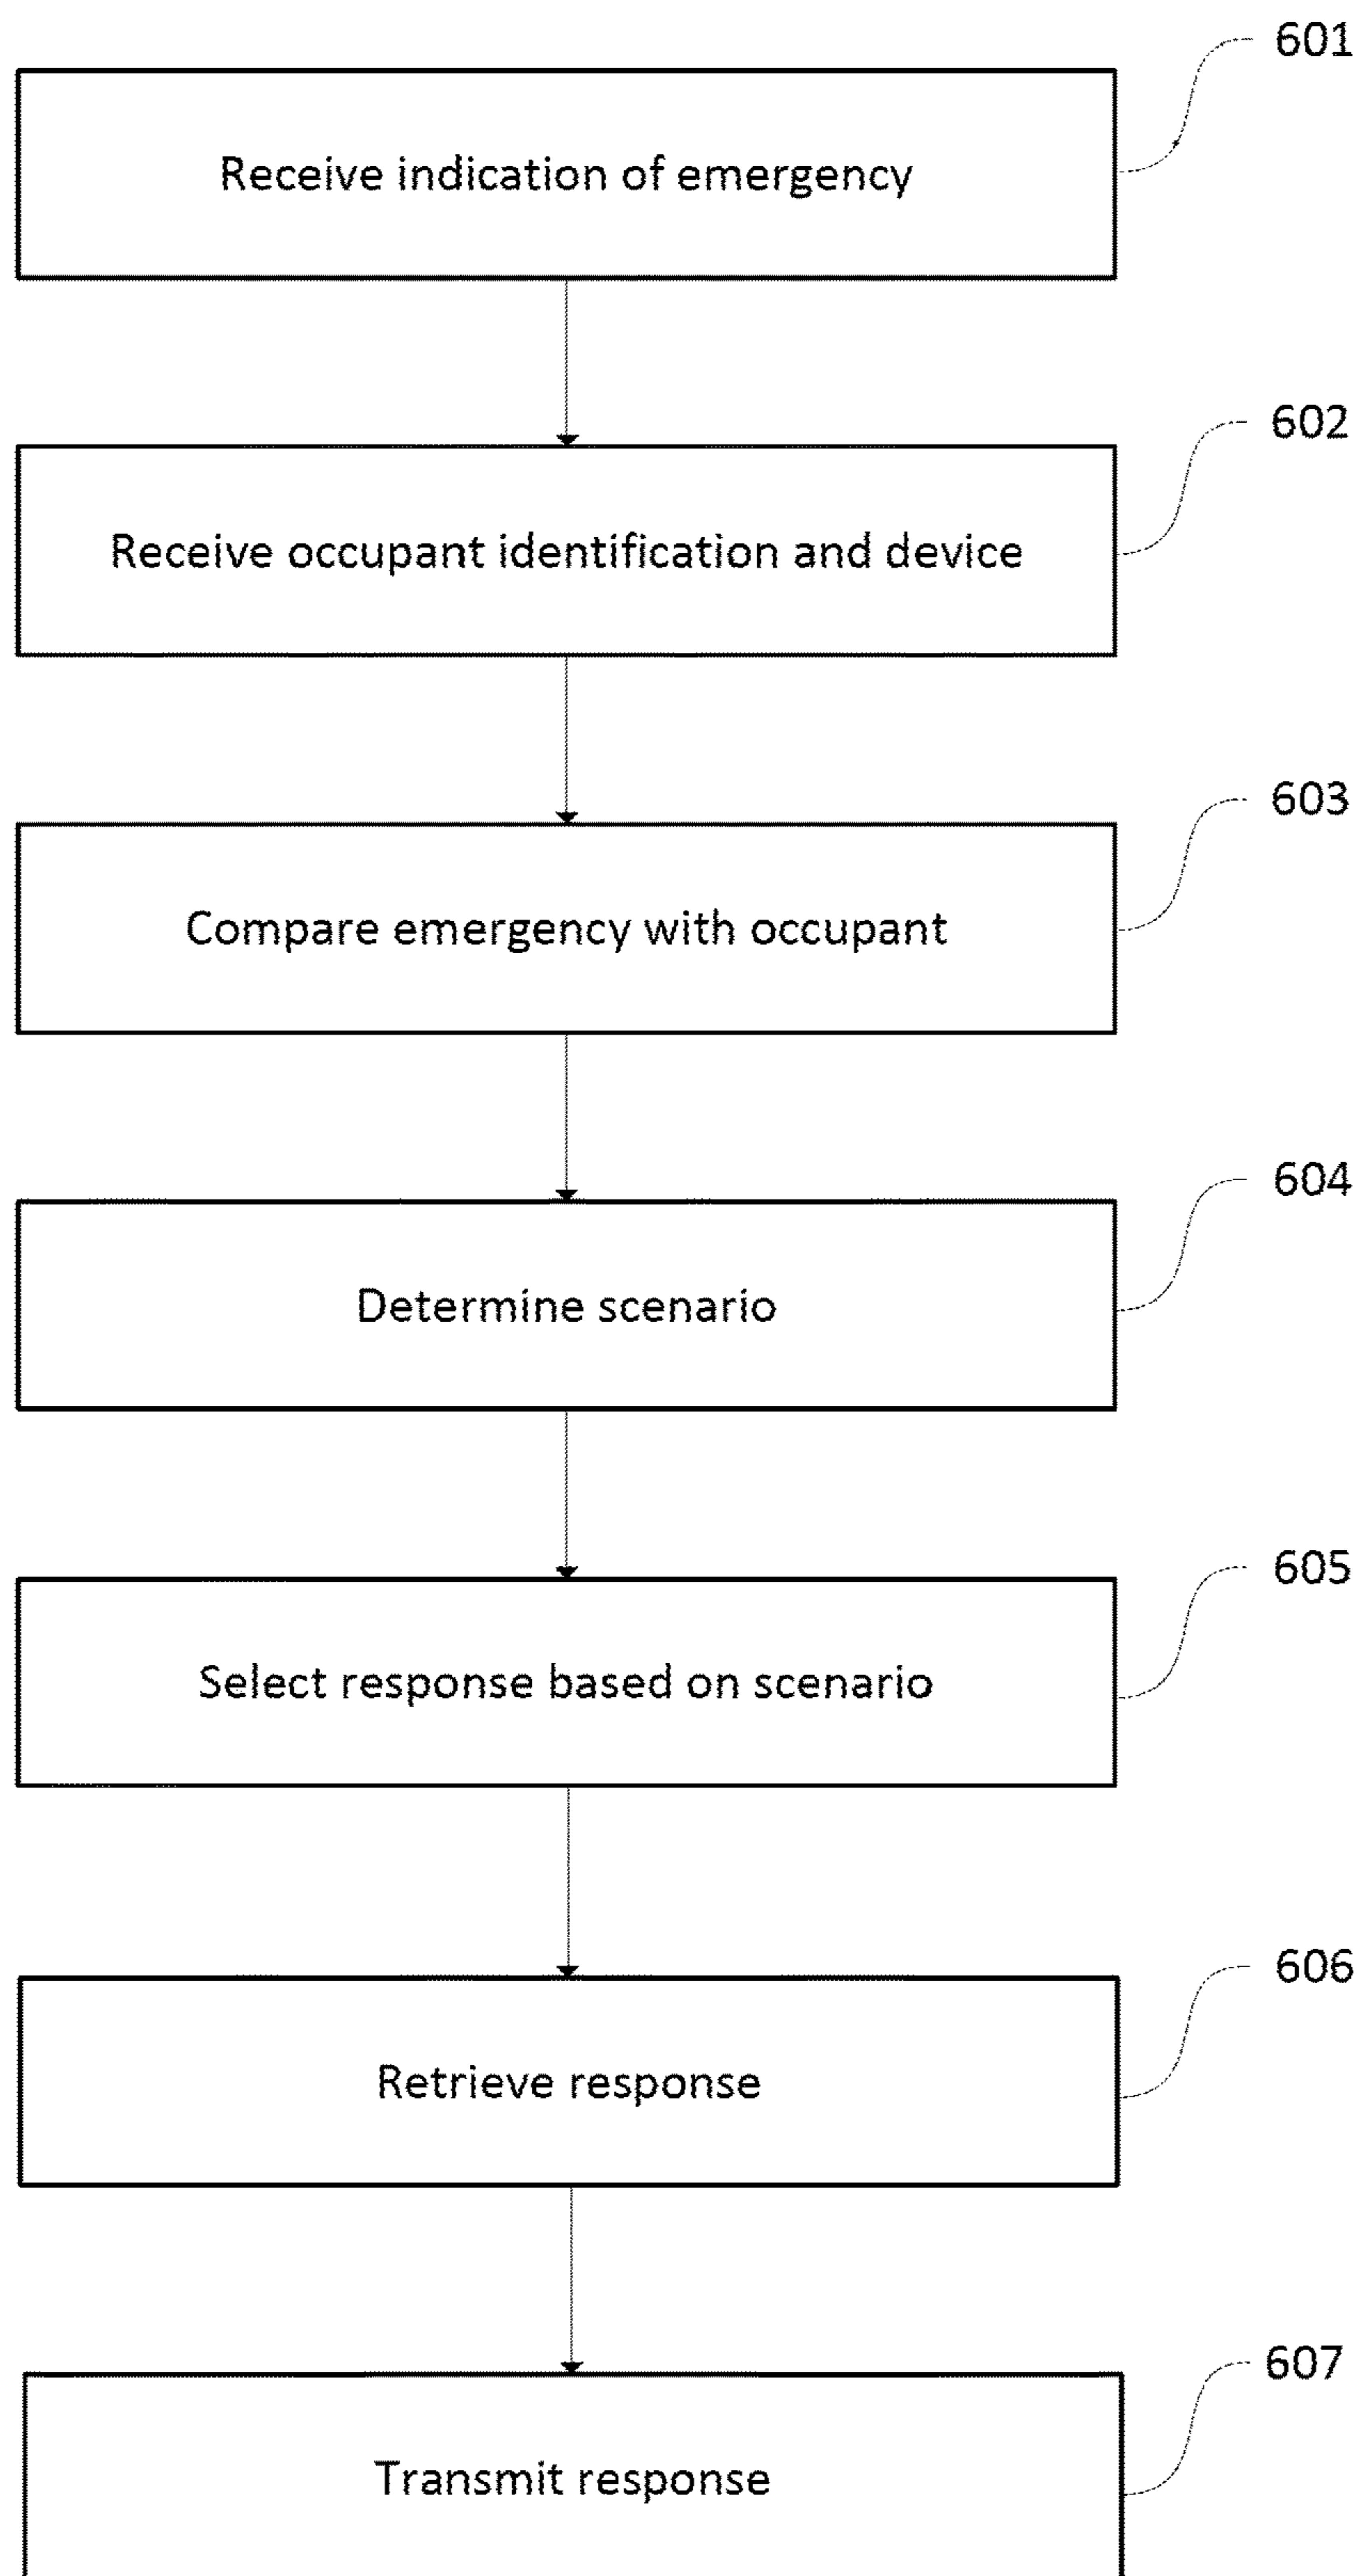 601
Receive indication of emergency
602
Receive occupant identification and device
603
Compare emergency with occupant
604
Determine scenario
605
Select response based on scenario
606
Retrieve response
607
Transmit response